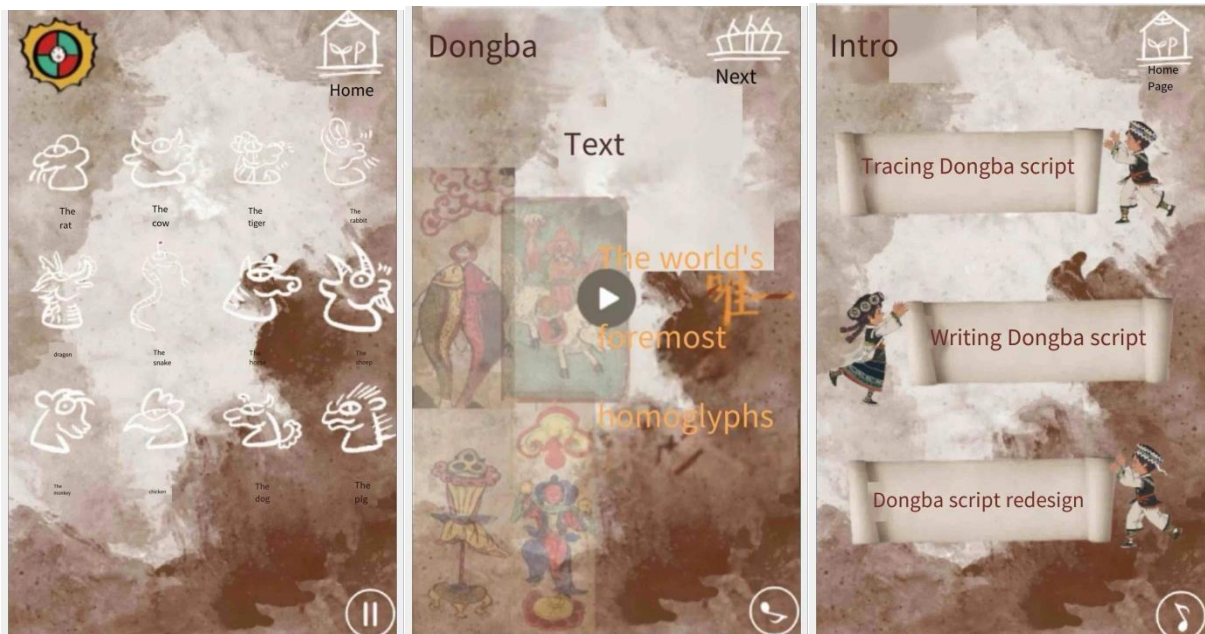 Home
The
rat
The
cow
The
tiger
The
rabbit
dragon
The
snake
The
horse
The
sheep
The
monkey
chicken
The
dog
The
pig
Dongba
Next
Text
The world's
唯一
foremost
homoglyphs
Intro
Home
Page
Tracing Dongba script
Writing Dongba script
Dongba script redesign